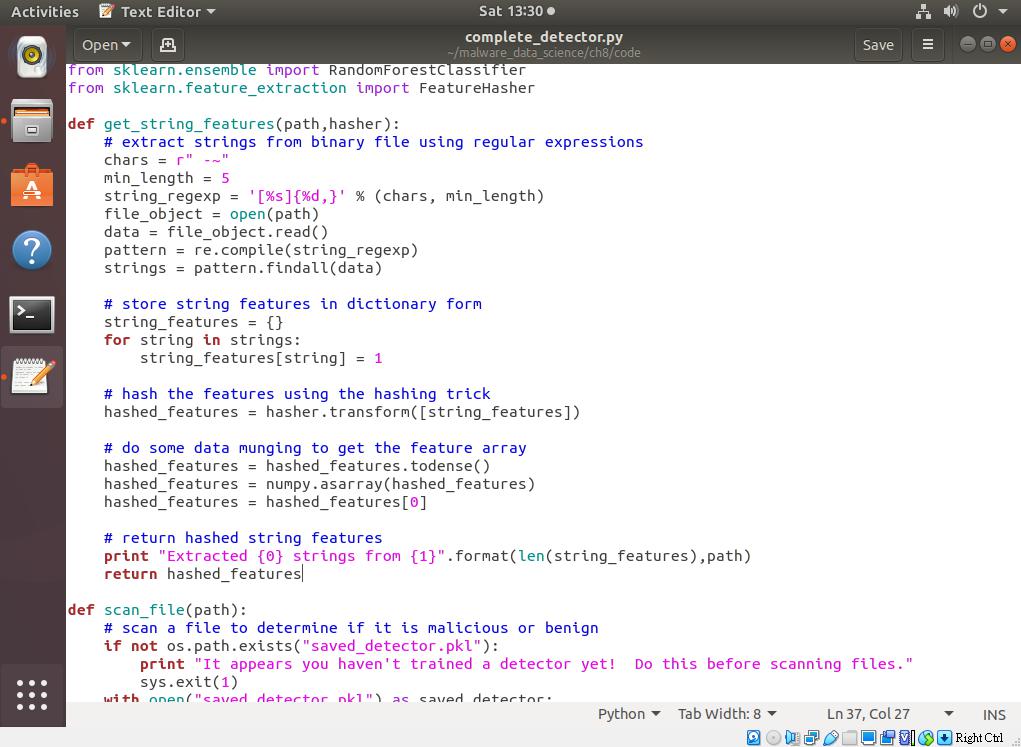 Activities Text Editor Sat 13:30
Open complete_detector.py Save
~/malware_data_science/ch8/code
from sklearn.ensemble import RandomForestClassifier
from sklearn.feature_extraction import FeatureHasher
def get_string_features(path,hasher):
# extract strings from binary file using regular expressions
chars = r" -~"
min_length = 5
string_regexp = '[%s]{%d,}' % (chars, min_length)
file_object = open(path)
data = file_object.read()
pattern = re.compile(string_regexp)
strings = pattern.findall(data)
# store string features in dictionary form
string_features = {}
for string in strings:
string_features[string] = 1
# hash the features using the hashing trick
hashed_features = hasher.transform([string_features])
# do some data munging to get the feature array
hashed_features = hashed_features.todense()
hashed_features = numpy.asarray(hashed_features)
hashed_features = hashed_features[0]
# return hashed string features
print "Extracted {0} strings from {1}".format(len(string_features),path)
return hashed_features
def scan_file(path):
# scan a file to determine if it is malicious or benign
if not os.path.exists("saved_detector.pkl"):
print "It appears you haven't trained a detector yet!  Do this before scanning files."
sys.exit(1)
with open("saved_detector.pkl") as saved_detector:
Python Tab Width: 8 Ln 37, Col 27 INS
Right Ctrl